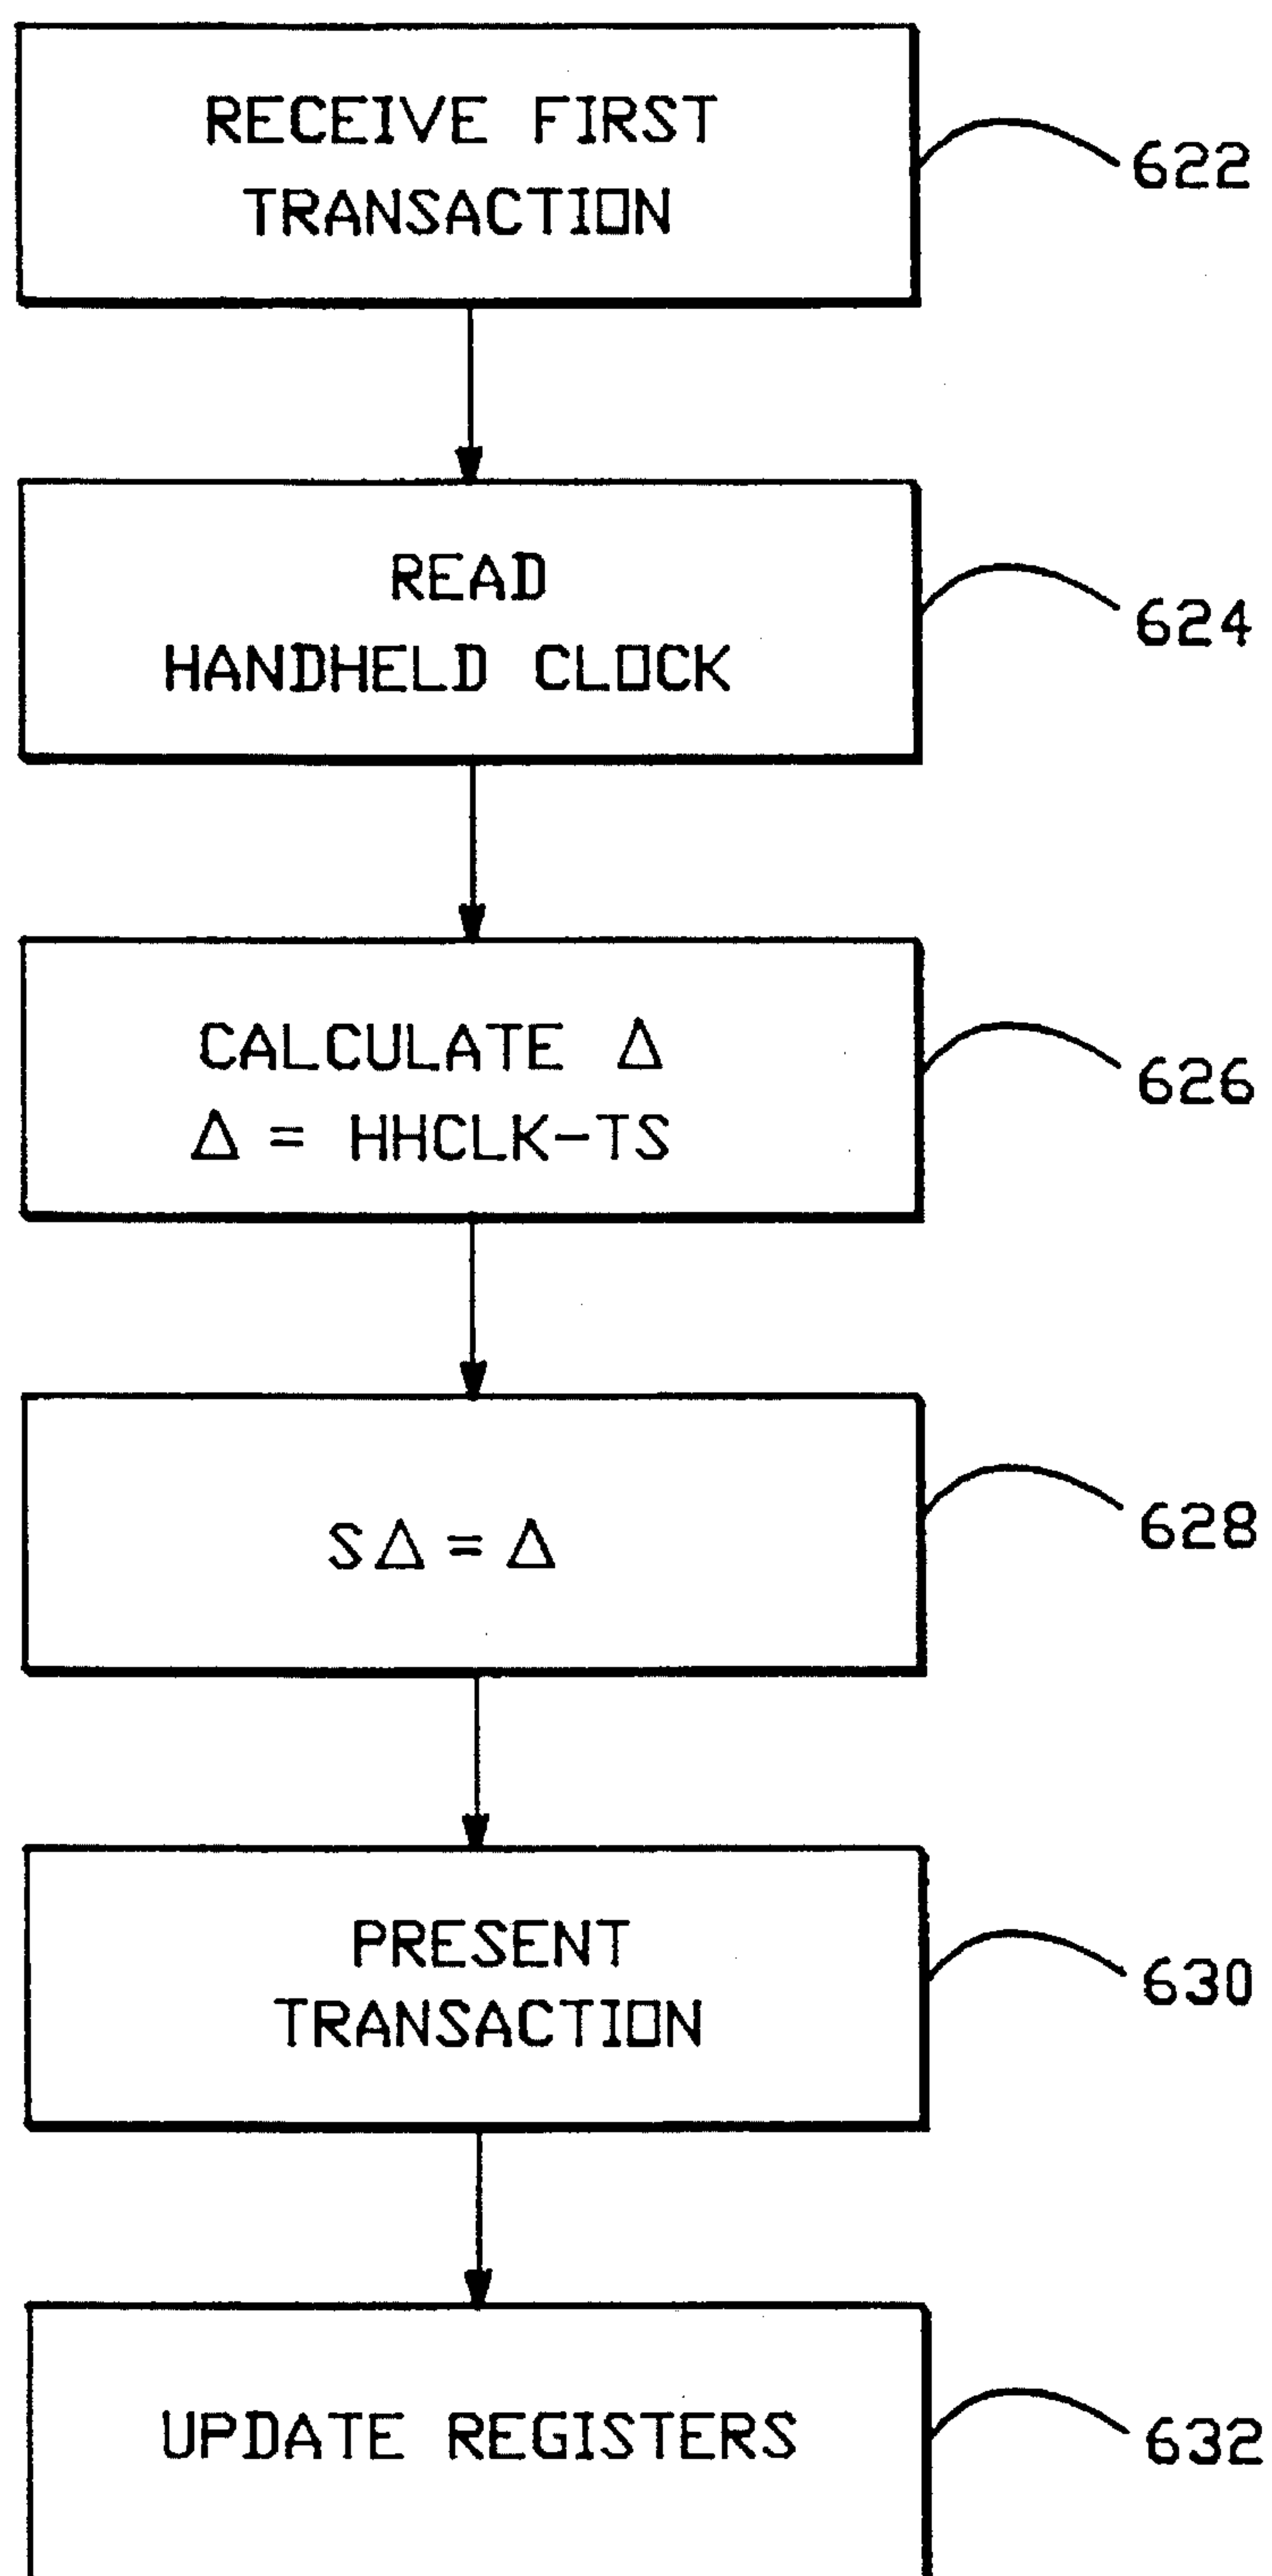 RECEIVE FIRST
TRANSACTION
622
READ
HANDHELD CLOCK
624
CALCULATE Δ
Δ = HHCLK-TS
626
SΔ = Δ
628
PRESENT
TRANSACTION
630
UPDATE REGISTERS
632